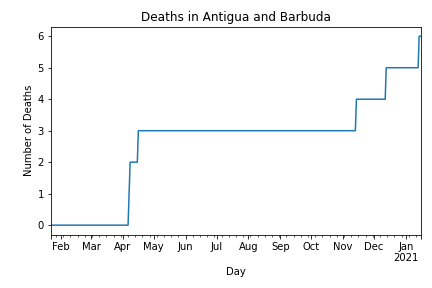 Deaths in Antigua and Barbuda
6
5
4
3
2
1
0
Number of Deaths
Feb Mar Apr May Jun Jul Aug Sep Oct Nov Dec Jan
2021
Day